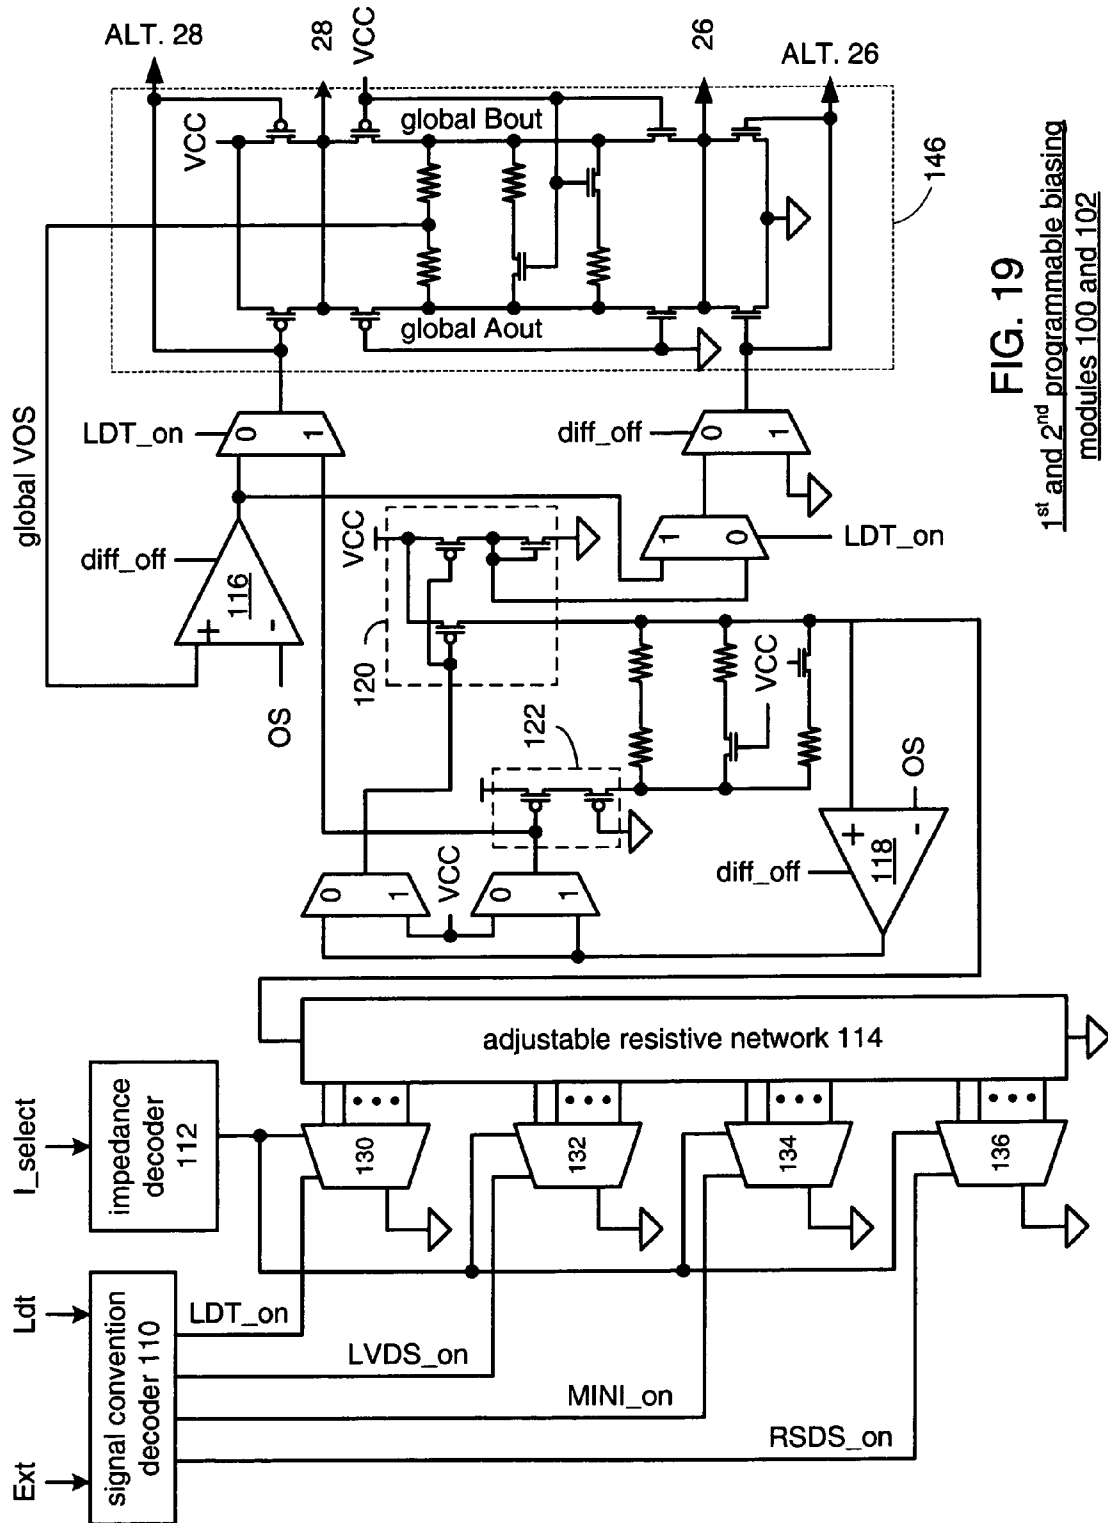 ALT. 28
28
VCC
26
ALT. 26
VCC
global Bout
global Aout
146
global VOS
LDT_on
0
1
diff_off
0
1
diff_off
116
+
-
OS
VCC
120
1
0
LDT_on
122
VCC
0
1
VCC
0
1
diff_off
118
+
-
OS
adjustable resistive network 114
I_select
impedance
decoder
112
130
132
134
136
Ldt
Ext
signal convention
decoder 110
LDT_on
LVDS_on
MINI_on
RSDS_on
FIG. 19
1st and 2nd programmable biasing
modules 100 and 102